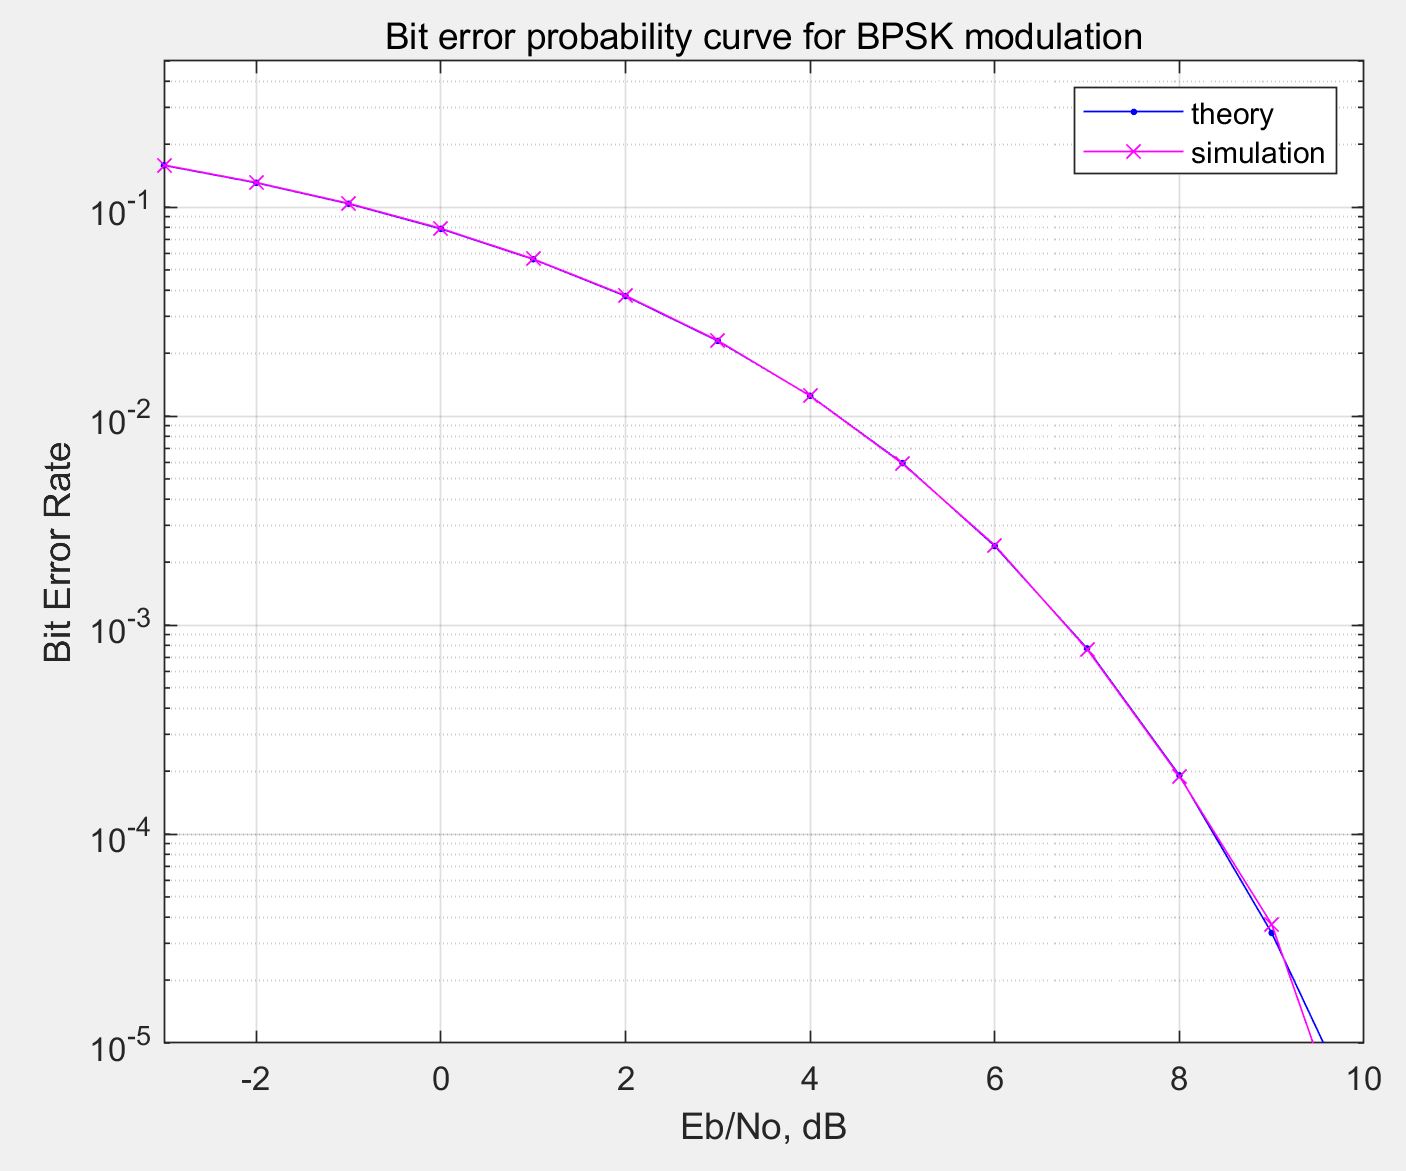 Bit error probability curve for BPSK modulation
theory
simulation
10^-1
10^-2
10^-3
10^-4
10^-5
Bit Error Rate
-2 0 2 4 6 8 10
Eb/No, dB